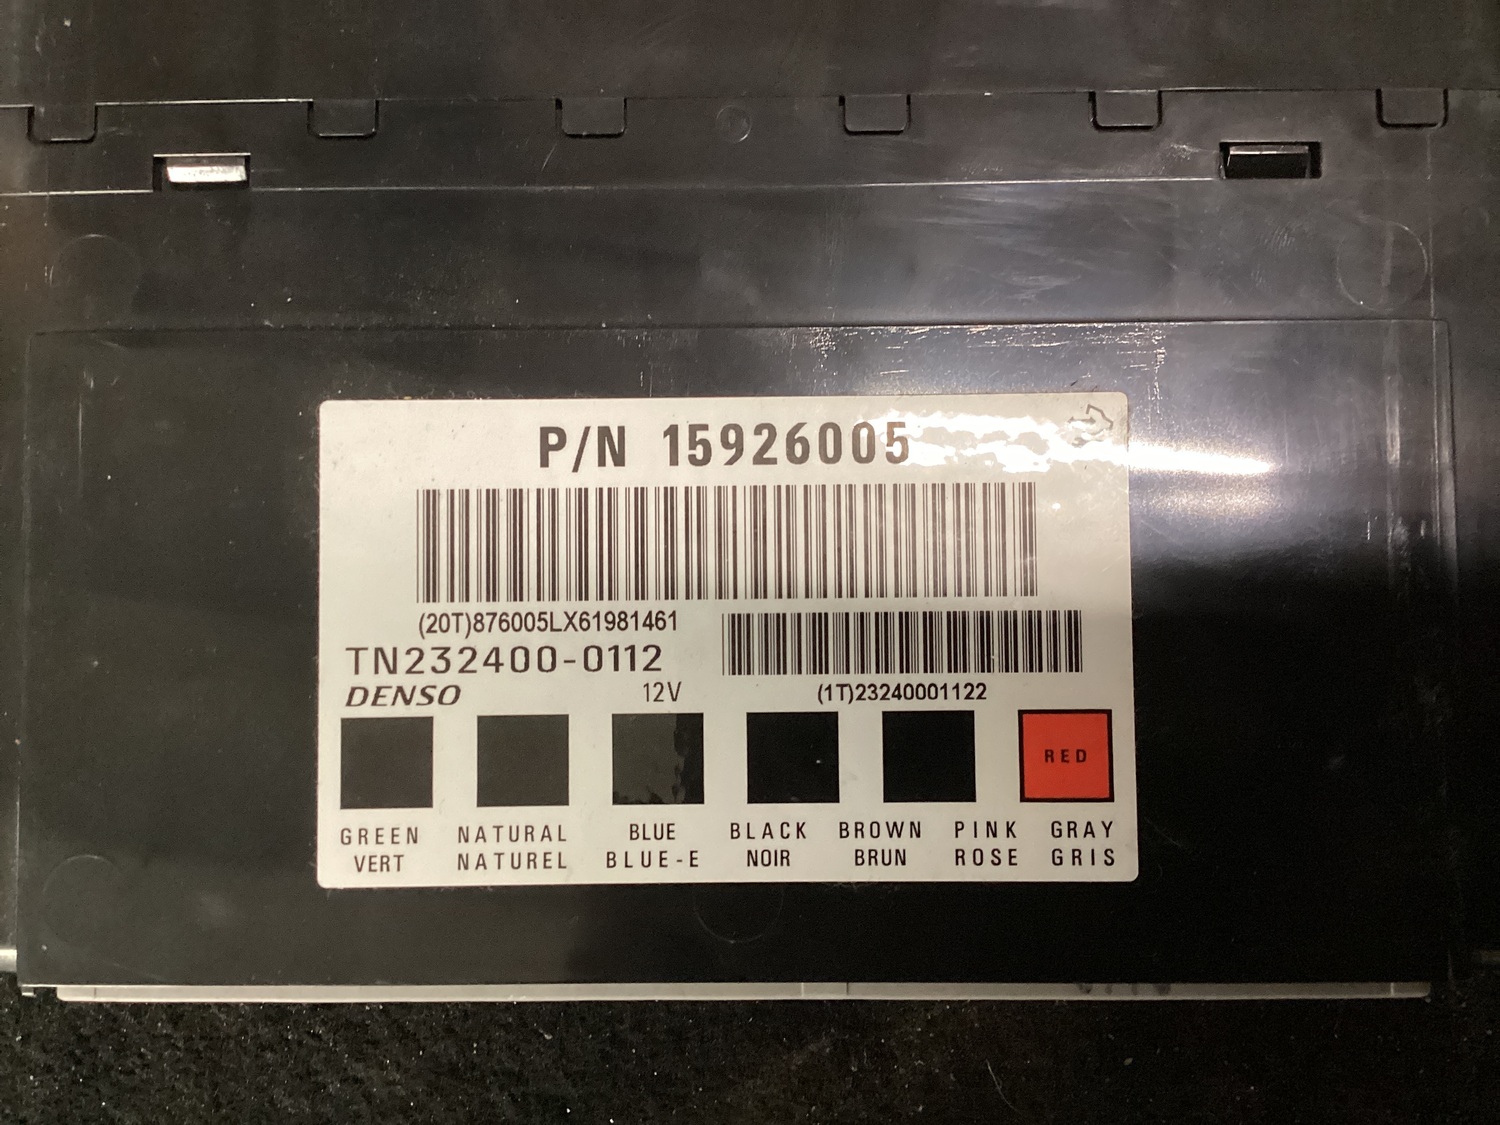 P/N 15926005
(20T)876005LX61981461
TN232400-0112
DENSO
12V
(1T)23240001122
RED
GREEN NATURAL BLUE BLACK BROWN PINK GRAY
VERT NATUREL BLUE-E NOIR BRUN ROSE GRIS